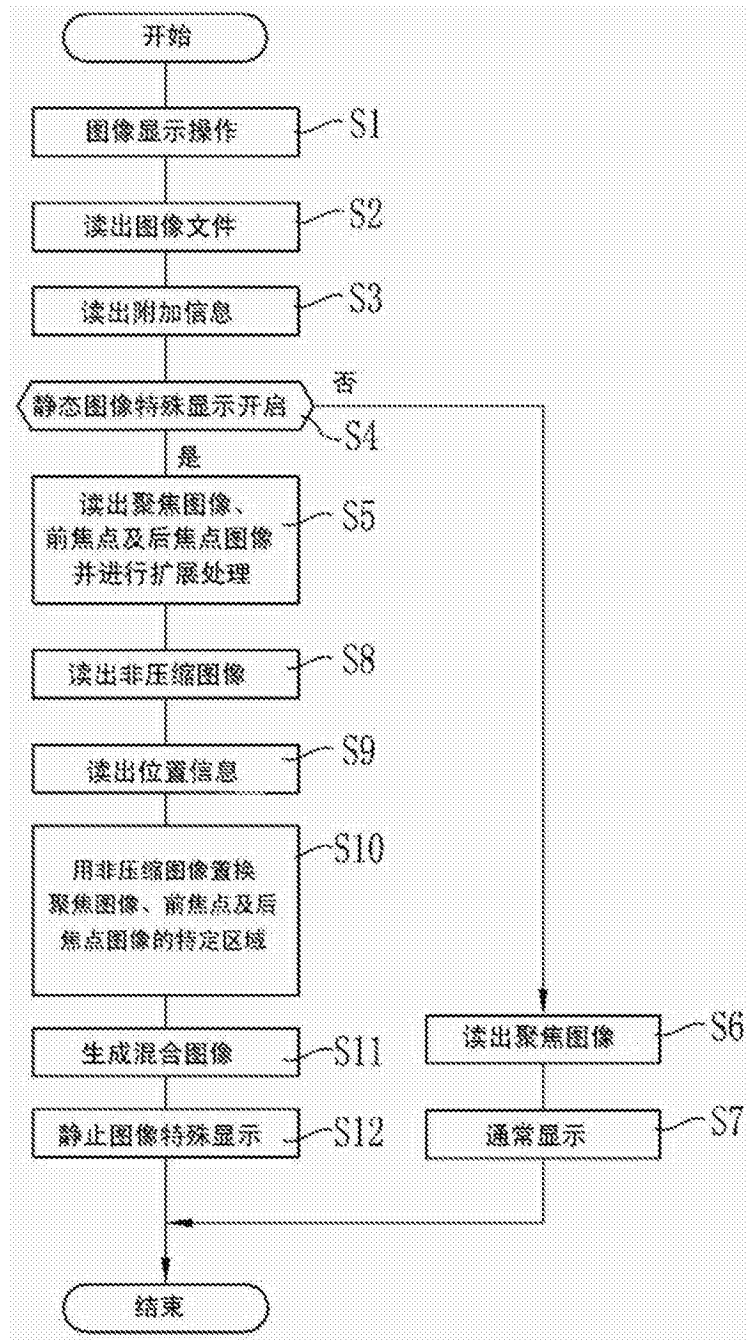 开始
图像显示操作
S1
读出图像文件
S2
读出附加信息
S3
否
静态图像特殊显示开启
S4
是
读出聚焦图像、
前焦点及后焦点图像
并进行扩展处理
S5
读出非压缩图像
S8
读出位置信息
S9
用非压缩图像置换
聚焦图像、前焦点及后
焦点图像的特定区域
S10
生成混合图像
S11
读出聚焦图像
S6
静止图像特殊显示
S12
通常显示
S7
结束